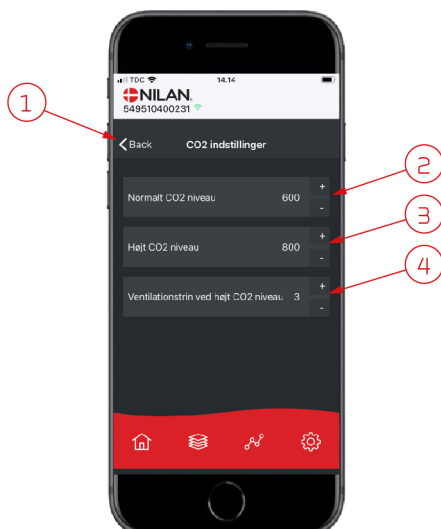 TDC 14.14
NILAN.
549510400231
Back CO2 indstillinger
Normalt CO2 niveau 600 + -
Højt CO2 niveau 800 + -
Ventilationstrin ved højt CO2 niveau 3 + -
1
2
3
4